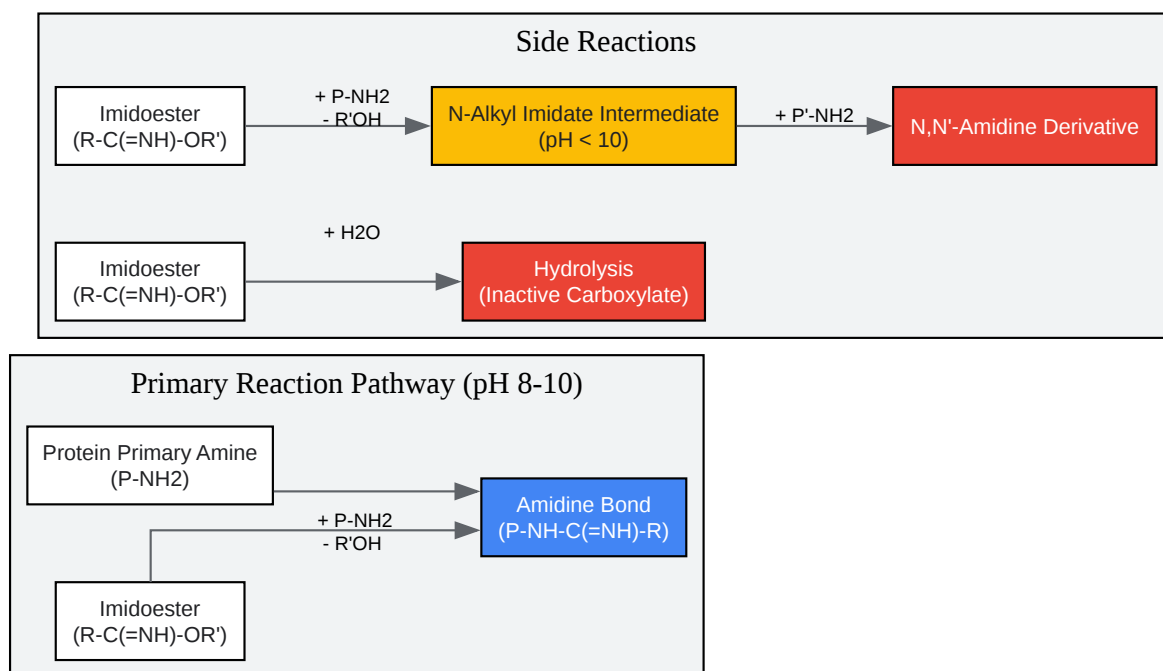 Side Reactions
Imidoester
(R-C(=NH)-OR')
+ P-NH2
- R'OH
N-Alkyl Imidate Intermediate
(pH < 10)
+ P'-NH2
N,N'-Amidine Derivative
Imidoester
(R-C(=NH)-OR')
+ H2O
Hydrolysis
(Inactive Carboxylate)
Primary Reaction Pathway (pH 8-10)
Protein Primary Amine
(P-NH2)
+ P-NH2
- R'OH
Amidine Bond
(P-NH-C(=NH)-R)
Imidoester
(R-C(=NH)-OR')